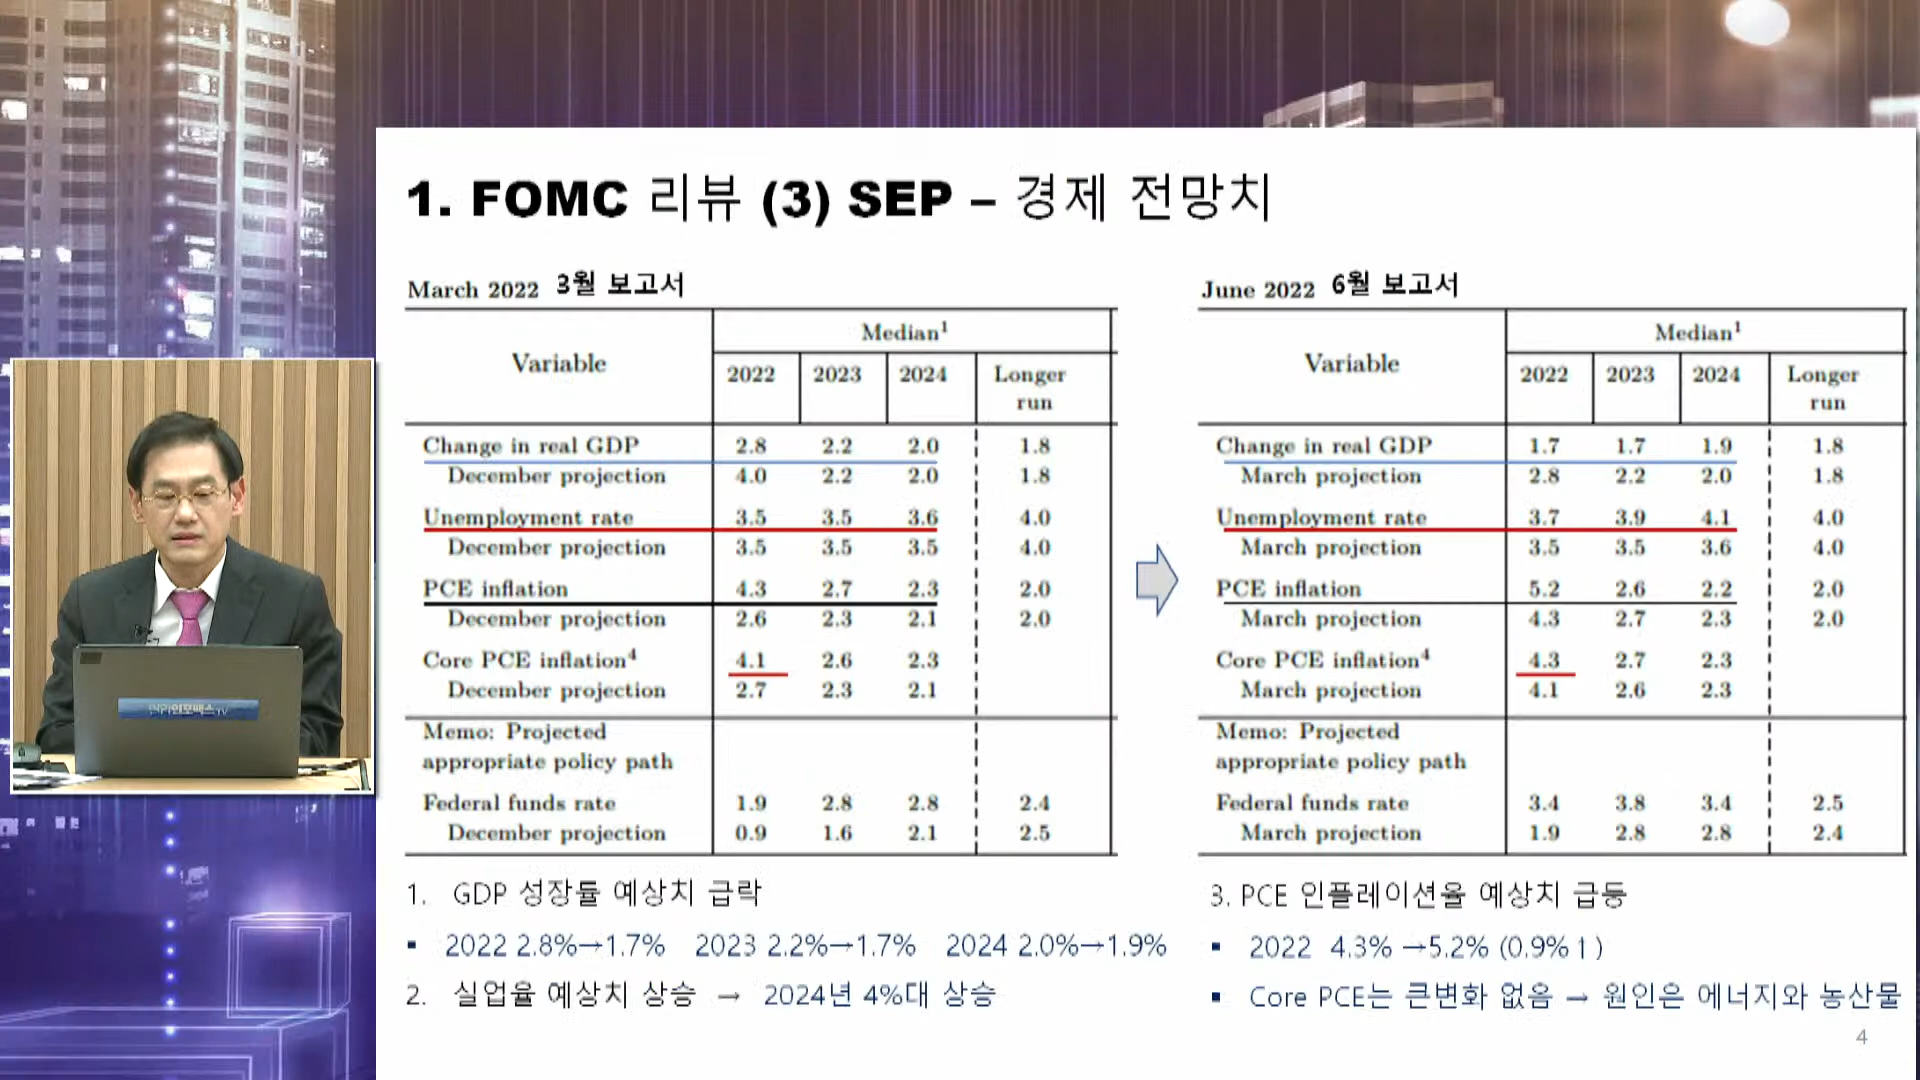 1. FOMC 리뷰 (3) SEP – 경제 전망치
March 2022 3월 보고서
Variable Median¹
2022 2023 2024 Longer run
Change in real GDP 2.8 2.2 2.0 1.8
December projection 4.0 2.2 2.0 1.8
Unemployment rate 3.5 3.5 3.6 4.0
December projection 3.5 3.5 3.5 4.0
PCE inflation 4.3 2.7 2.3 2.0
December projection 2.6 2.3 2.1 2.0
Core PCE inflation⁴ 4.1 2.6 2.3
December projection 2.7 2.3 2.1
Memo: Projected
appropriate policy path
Federal funds rate 1.9 2.8 2.8 2.4
December projection 0.9 1.6 2.1 2.5
June 2022 6월 보고서
Variable Median¹
2022 2023 2024 Longer run
Change in real GDP 1.7 1.7 1.9 1.8
March projection 2.8 2.2 2.0 1.8
Unemployment rate 3.7 3.9 4.1 4.0
March projection 3.5 3.5 3.6 4.0
PCE inflation 5.2 2.6 2.2 2.0
March projection 4.3 2.7 2.3 2.0
Core PCE inflation⁴ 4.3 2.7 2.3
March projection 4.1 2.6 2.3
Memo: Projected
appropriate policy path
Federal funds rate 3.4 3.8 3.4 2.5
March projection 1.9 2.8 2.8 2.4
1. GDP 성장률 예상치 급락
▪ 2022 2.8%→1.7% 2023 2.2%→1.7% 2024 2.0%→1.9%
2. 실업율 예상치 상승 → 2024년 4%대 상승
3. PCE 인플레이션율 예상치 급등
▪ 2022 4.3% →5.2% (0.9%↑)
▪ Core PCE는 큰변화 없음 → 원인은 에너지와 농산물
4
연합인포맥스TV